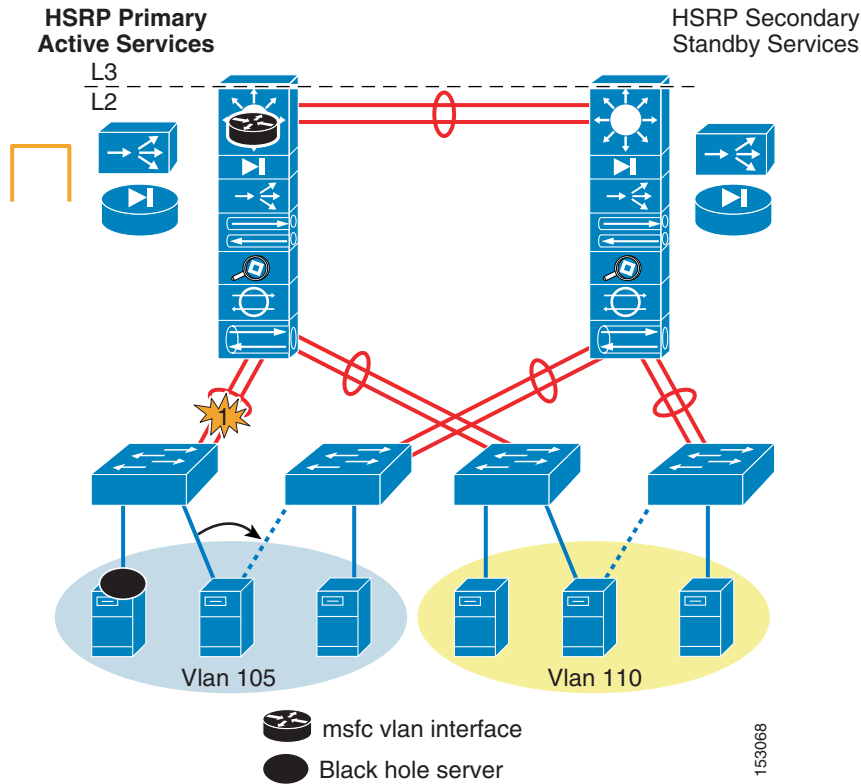 HSRP Primary
Active Services
HSRP Secondary
Standby Services
L3
L2
1
Vlan 105
Vlan 110
msfc vlan interface
Black hole server
153068